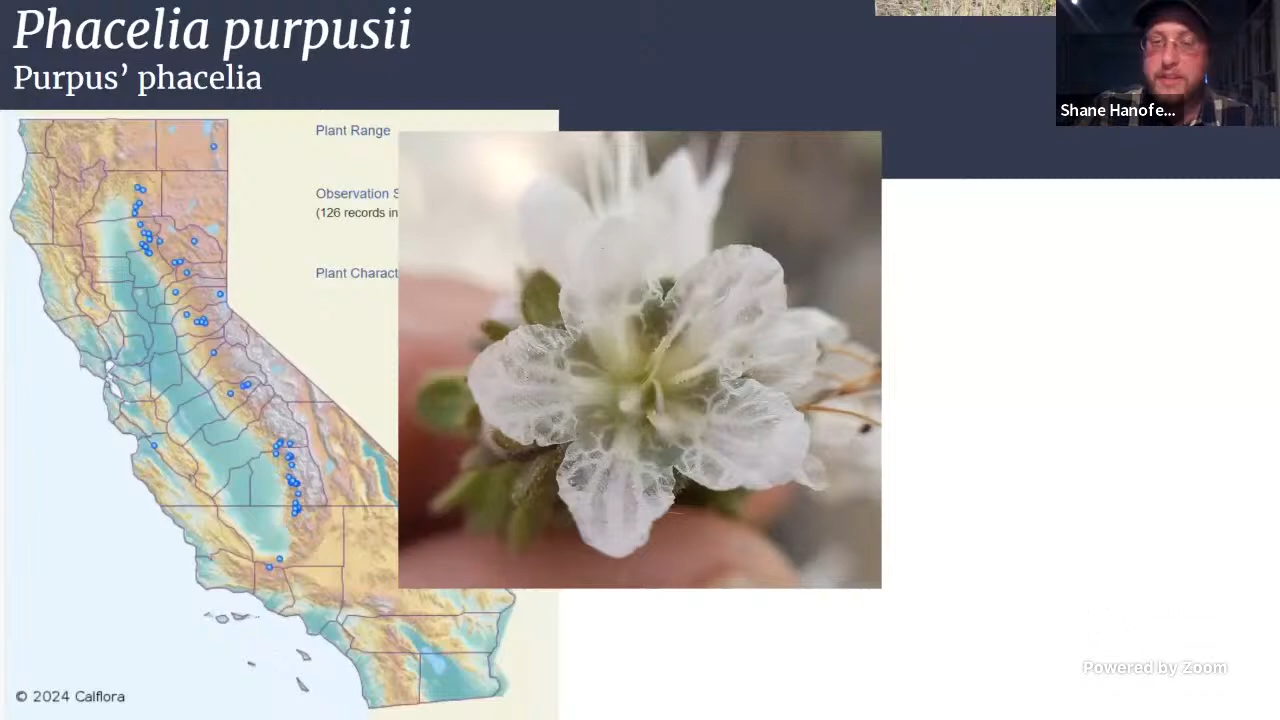 Phacelia purpusii
Purpus’ phacelia
Shane Hanofe...
Plant Range
Observation S
(126 records in
Plant Charact
© 2024 Calflora
Powered by Zoom